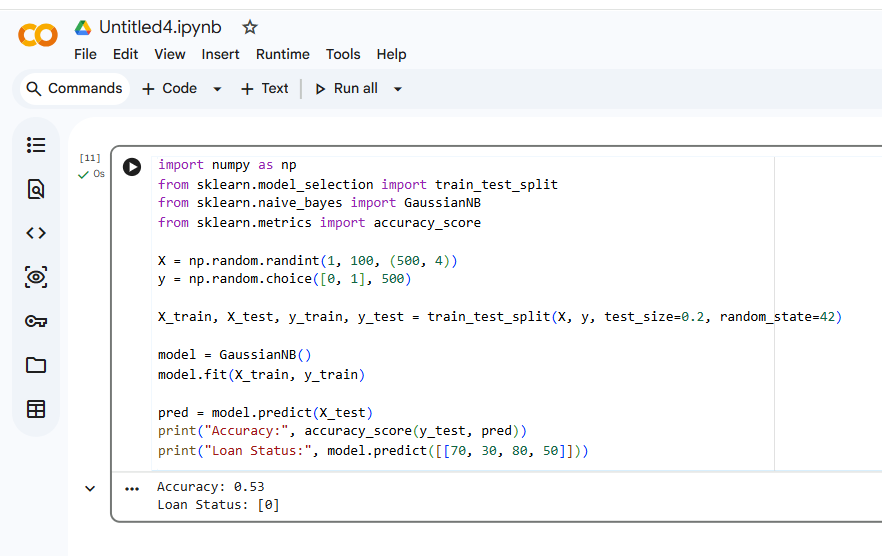 Untitled4.ipynb
File Edit View Insert Runtime Tools Help
Commands + Code + Text Run all
[11]
0s
import numpy as np
from sklearn.model_selection import train_test_split
from sklearn.naive_bayes import GaussianNB
from sklearn.metrics import accuracy_score
X = np.random.randint(1, 100, (500, 4))
y = np.random.choice([0, 1], 500)
X_train, X_test, y_train, y_test = train_test_split(X, y, test_size=0.2, random_state=42)
model = GaussianNB()
model.fit(X_train, y_train)
pred = model.predict(X_test)
print("Accuracy:", accuracy_score(y_test, pred))
print("Loan Status:", model.predict([[70, 30, 80, 50]]))
Accuracy: 0.53
Loan Status: [0]